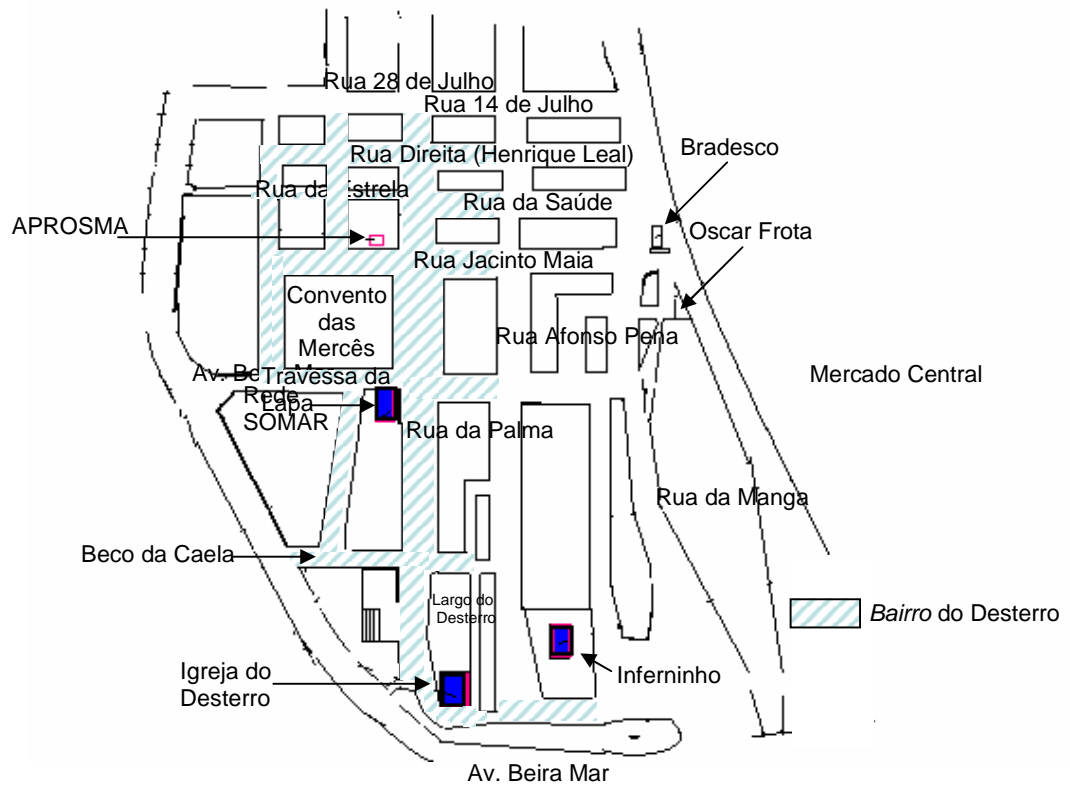 Rua 28 de Julho
Rua 14 de Julho
Rua Direita (Henrique Leal)
Bradesco
Rua da Estrela
Rua da Saúde
APROSMA
Oscar Frota
Rua Jacinto Maia
Convento
das
Mercês
Rua Afonso Pena
Av. Be
Travessa da
Mercado Central
Rede
Lapa
SOMAR
Rua da Palma
Rua da Manga
Beco da Caela
Largo do
Desterro
Bairro do Desterro
Igreja do
Desterro
Inferninho
Av. Beira Mar